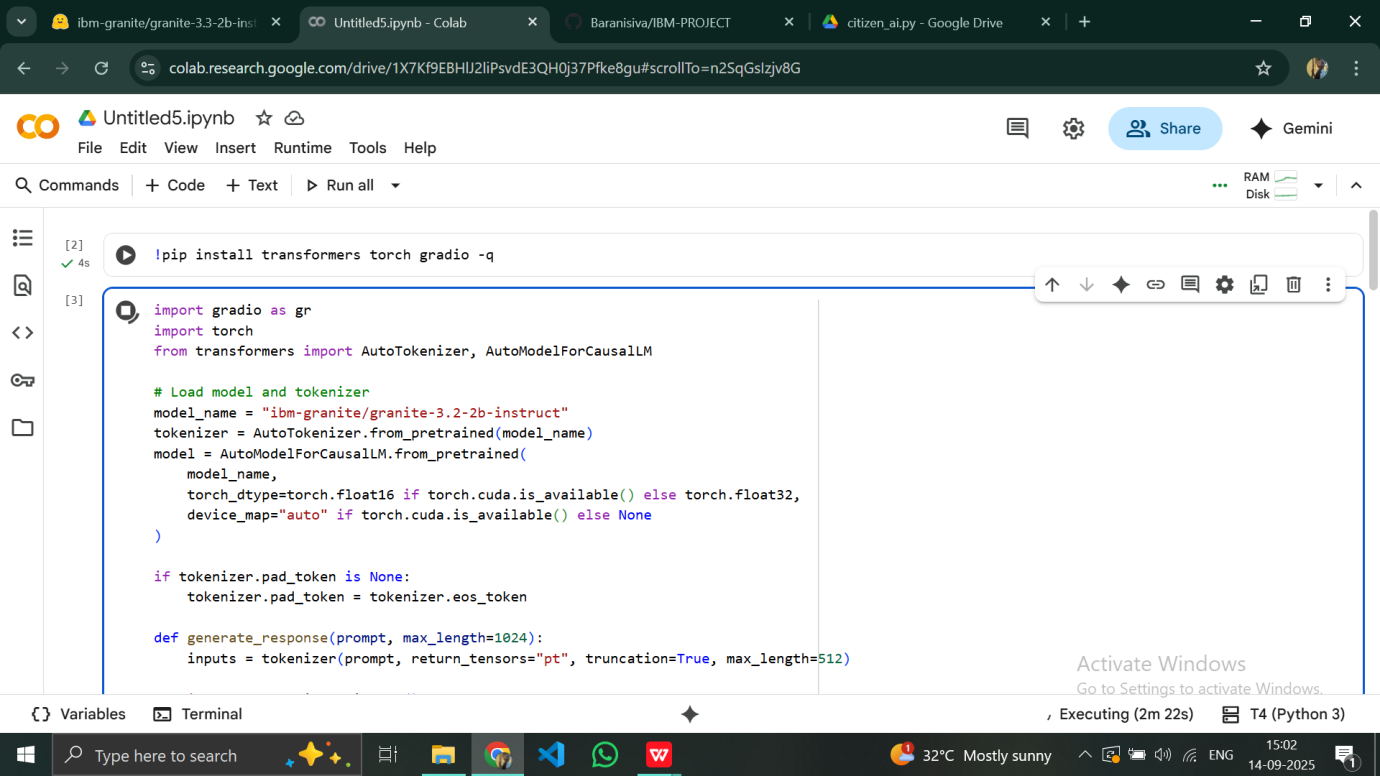 ibm-granite/granite-3.3-2b-inst
Untitled5.ipynb - Colab
Baranisiva/IBM-PROJECT
citizen_ai.py - Google Drive
colab.research.google.com/drive/1X7Kf9EBHlJ2liPsvdE3QH0j37Pfke8gu#scrollTo=n2SqGsIzjv8G
CO
Untitled5.ipynb
Share
Gemini
File Edit View Insert Runtime Tools Help
Commands + Code + Text Run all
RAM
Disk
[2]
4s
!pip install transformers torch gradio -q
[3]
import gradio as gr
import torch
from transformers import AutoTokenizer, AutoModelForCausalLM
# Load model and tokenizer
model_name = "ibm-granite/granite-3.2-2b-instruct"
tokenizer = AutoTokenizer.from_pretrained(model_name)
model = AutoModelForCausalLM.from_pretrained(
    model_name,
    torch_dtype=torch.float16 if torch.cuda.is_available() else torch.float32,
    device_map="auto" if torch.cuda.is_available() else None
)
if tokenizer.pad_token is None:
    tokenizer.pad_token = tokenizer.eos_token
def generate_response(prompt, max_length=1024):
    inputs = tokenizer(prompt, return_tensors="pt", truncation=True, max_length=512)
Activate Windows
Go to Settings to activate Windows.
{} Variables Terminal
Executing (2m 22s) T4 (Python 3)
Type here to search
1
32°C Mostly sunny
ENG
15:02
14-09-2025
1